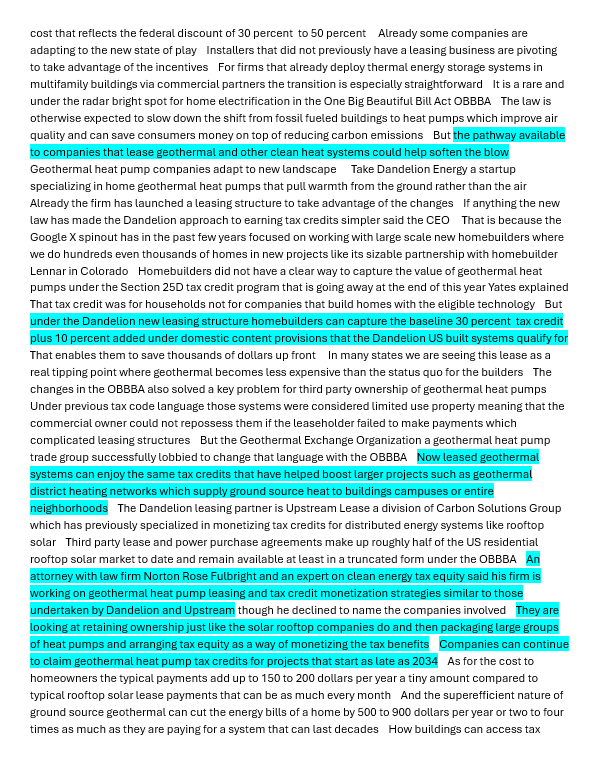 cost that reflects the federal discount of 30 percent  to 50 percent    Already some companies are
adapting to the new state of play   Installers that did not previously have a leasing business are pivoting
to take advantage of the incentives   For firms that already deploy thermal energy storage systems in
multifamily buildings via commercial partners the transition is especially straightforward   It is a rare and
under the radar bright spot for home electrification in the One Big Beautiful Bill Act OBBBA   The law is
otherwise expected to slow down the shift from fossil fueled buildings to heat pumps which improve air
quality and can save consumers money on top of reducing carbon emissions   But the pathway available
to companies that lease geothermal and other clean heat systems could help soften the blow
Geothermal heat pump companies adapt to new landscape     Take Dandelion Energy a startup
specializing in home geothermal heat pumps that pull warmth from the ground rather than the air
Already the firm has launched a leasing structure to take advantage of the changes   If anything the new
law has made the Dandelion approach to earning tax credits simpler said the CEO    That is because the
Google X spinout has in the past few years focused on working with large scale new homebuilders where
we do hundreds even thousands of homes in new projects like its sizable partnership with homebuilder
Lennar in Colorado   Homebuilders did not have a clear way to capture the value of geothermal heat
pumps under the Section 25D tax credit program that is going away at the end of this year Yates explained
That tax credit was for households not for companies that build homes with the eligible technology   But
under the Dandelion new leasing structure homebuilders can capture the baseline 30 percent  tax credit
plus 10 percent added under domestic content provisions that the Dandelion US built systems qualify for
That enables them to save thousands of dollars up front    In many states we are seeing this lease as a
real tipping point where geothermal becomes less expensive than the status quo for the builders   The
changes in the OBBBA also solved a key problem for third party ownership of geothermal heat pumps
Under previous tax code language those systems were considered limited use property meaning that the
commercial owner could not repossess them if the leaseholder failed to make payments which
complicated leasing structures   But the Geothermal Exchange Organization a geothermal heat pump
trade group successfully lobbied to change that language with the OBBBA   Now leased geothermal
systems can enjoy the same tax credits that have helped boost larger projects such as geothermal
district heating networks which supply ground source heat to buildings campuses or entire
neighborhoods   The Dandelion leasing partner is Upstream Lease a division of Carbon Solutions Group
which has previously specialized in monetizing tax credits for distributed energy systems like rooftop
solar   Third party lease and power purchase agreements make up roughly half of the US residential
rooftop solar market to date and remain available at least in a truncated form under the OBBBA   An
attorney with law firm Norton Rose Fulbright and an expert on clean energy tax equity said his firm is
working on geothermal heat pump leasing and tax credit monetization strategies similar to those
undertaken by Dandelion and Upstream though he declined to name the companies involved   They are
looking at retaining ownership just like the solar rooftop companies do and then packaging large groups
of heat pumps and arranging tax equity as a way of monetizing the tax benefits   Companies can continue
to claim geothermal heat pump tax credits for projects that start as late as 2034   As for the cost to
homeowners the typical payments add up to 150 to 200 dollars per year a tiny amount compared to
typical rooftop solar lease payments that can be as much every month   And the superefficient nature of
ground source geothermal can cut the energy bills of a home by 500 to 900 dollars per year or two to four
times as much as they are paying for a system that can last decades   How buildings can access tax